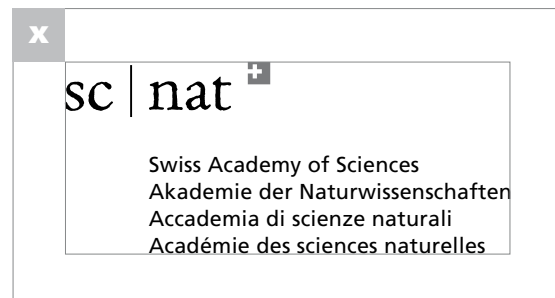 x
sc | nat +
Swiss Academy of Sciences
Akademie der Naturwissenschaften
Accademia di scienze naturali
Académie des sciences naturelles